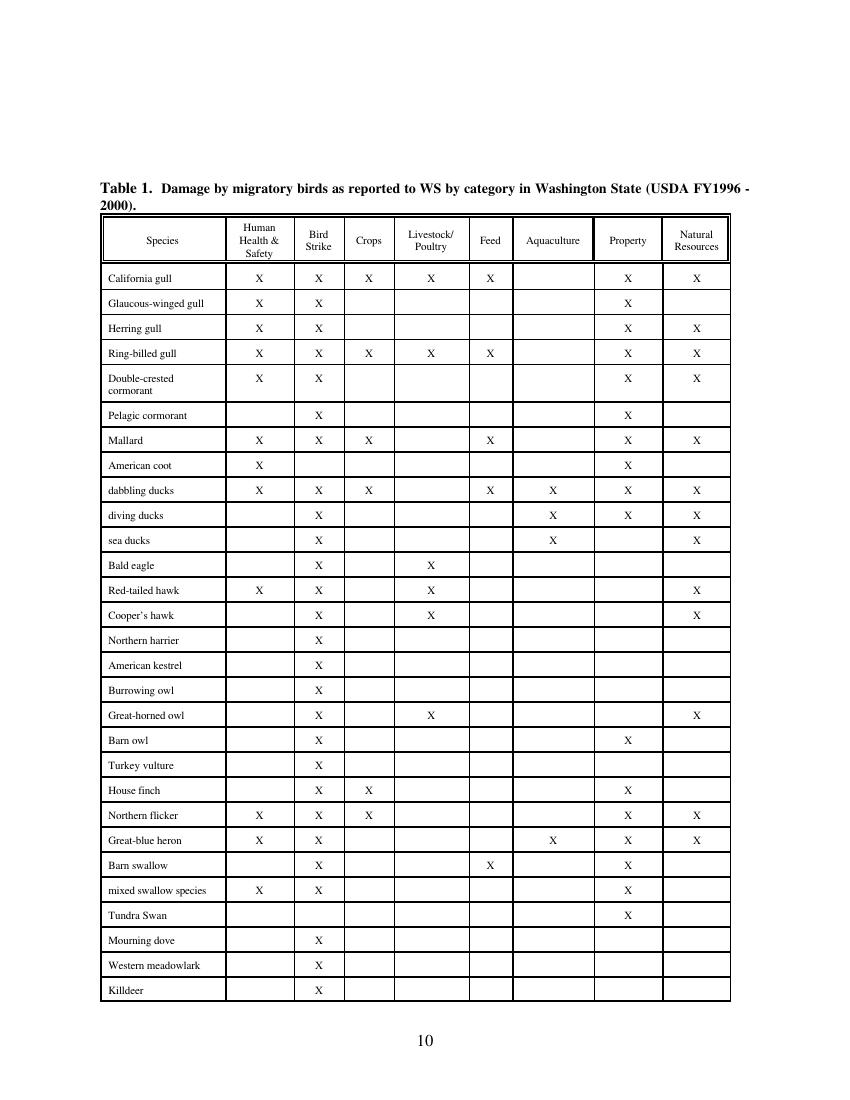 Table 1. Damage by migratory birds as reported to WS by category in Washington State (USDA FY1996 -
2000).
Species Human Health & Safety Bird Strike Crops Livestock/ Poultry Feed Aquaculture Property Natural Resources
California gull X X X X X X X
Glaucous-winged gull X X X
Herring gull X X X X
Ring-billed gull X X X X X X X
Double-crested X X X X
cormorant
Pelagic cormorant X X
Mallard X X X X X X
American coot X X
dabbling ducks X X X X X X X
diving ducks X X X X
sea ducks X X X
Bald eagle X X
Red-tailed hawk X X X X
Cooper's hawk X X X
Northern harrier X
American kestrel X
Burrowing owl X
Great-horned owl X X X
Barn owl X X
Turkey vulture X
House finch X X X
Northern flicker X X X X X
Great-blue heron X X X X X
Barn swallow X X X
mixed swallow species X X X
Tundra Swan X
Mourning dove X
Western meadowlark X
Killdeer X
10